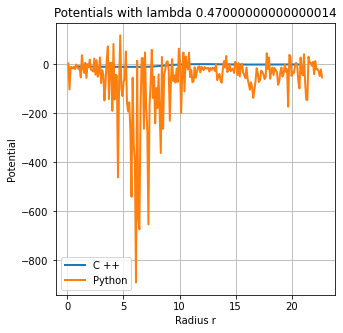 Potentials with lambda 0.47000000000000014
0
−200
−400
−600
−800
Potential
C ++
Python
0
5
10
15
20
Radius r